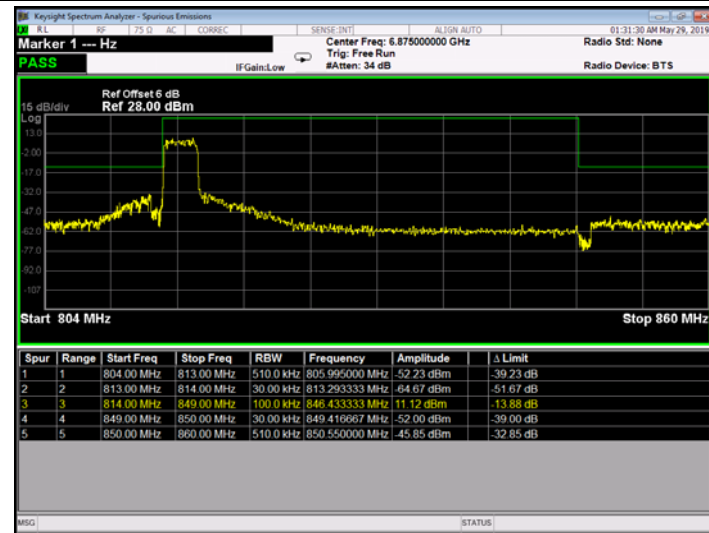 Keysight Spectrum Analyzer - Spurious Emissions
RL RF 75 Ω AC CORREC SENSE:INT ALIGN AUTO 01:31:30 AM May 29, 2019
Marker 1 --- Hz Center Freq: 6.875000000 GHz Radio Std: None
Trig: Free Run
PASS IFGain:Low #Atten: 34 dB Radio Device: BTS
Ref Offset 6 dB
15 dB/div Ref 28.00 dBm
Log
13.0
-2.00
-17.0
-32.0
-47.0
-62.0
-77.0
-92.0
-107
Start 804 MHz Stop 860 MHz
Spur Range Start Freq Stop Freq RBW Frequency Amplitude Δ Limit
1 1 804.00 MHz 813.00 MHz 510.0 kHz 805.995000 MHz -52.23 dBm -39.23 dB
2 2 813.00 MHz 814.00 MHz 30.00 kHz 813.293333 MHz -64.67 dBm -51.67 dB
3 3 814.00 MHz 849.00 MHz 100.0 kHz 846.433333 MHz 11.12 dBm -13.88 dB
4 4 849.00 MHz 850.00 MHz 30.00 kHz 849.416667 MHz -52.00 dBm -39.00 dB
5 5 850.00 MHz 860.00 MHz 510.0 kHz 850.550000 MHz -45.85 dBm -32.85 dB
MSG STATUS